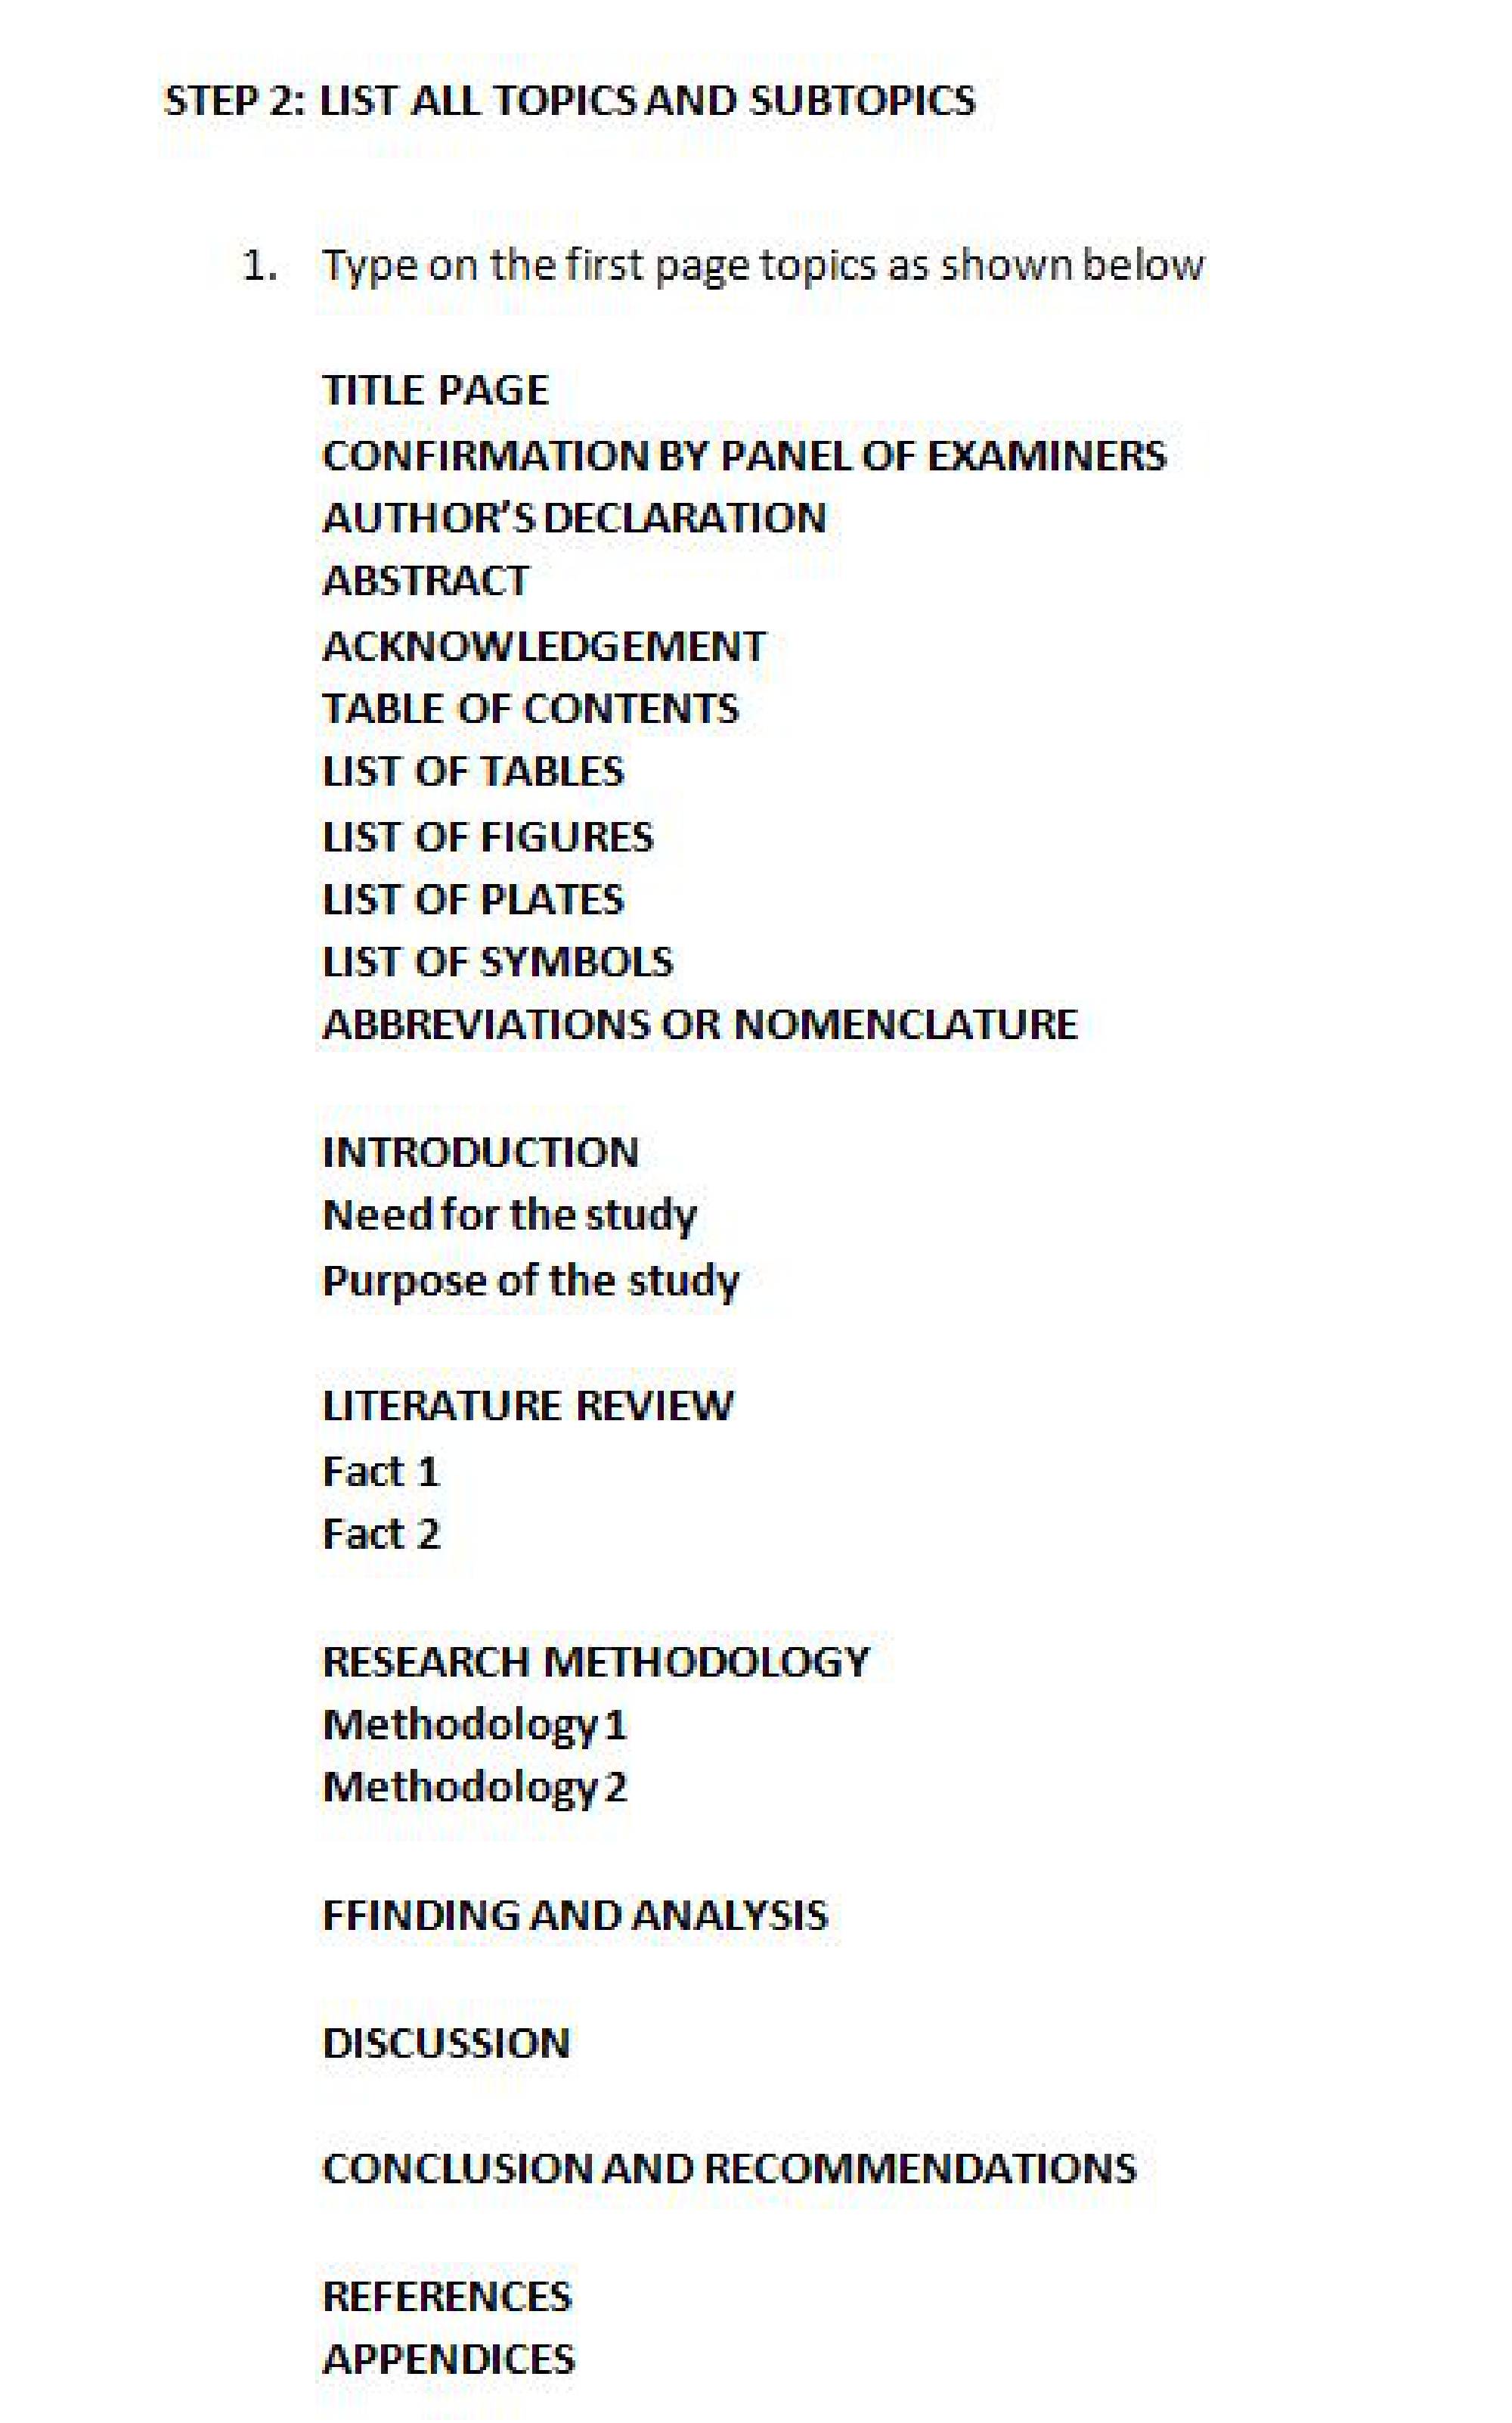 STEP 2: LIST ALL TOPICS AND SUBTOPICS
1. Type on the first page topics as shown below
TITLE PAGE
CONFIRMATION BY PANEL OF EXAMINERS
AUTHOR'S DECLARATION
ABSTRACT
ACKNOWLEDGEMENT
TABLE OF CONTENTS
LIST OF TABLES
LIST OF FIGURES
LIST OF PLATES
LIST OF SYMBOLS
ABBREVIATIONS OR NOMENCLATURE
INTRODUCTION
Need for the study
Purpose of the study
LITERATURE REVIEW
Fact 1
Fact 2
RESEARCH METHODOLOGY
Methodology 1
Methodology 2
FFINDING AND ANALYSIS
DISCUSSION
CONCLUSION AND RECOMMENDATIONS
REFERENCES
APPENDICES